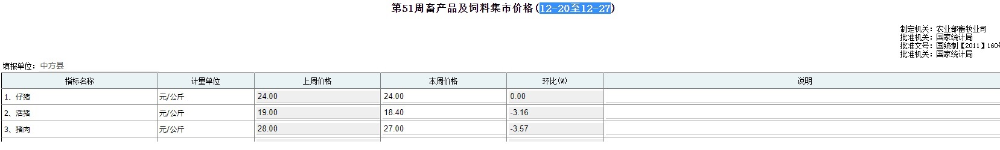 第51周畜产品及饲料集市价格(12-20至12-27)
制定机关：农业部畜牧业司
批准机关：国家统计局
批准文号：国统制【2011】160号
批准机关：国家统计局
填报单位：中方县
指标名称 计量单位 上周价格 本周价格 环比(%) 说明
1、仔猪 元/公斤 24.00 24.00 0.00
2、活猪 元/公斤 19.00 18.40 -3.16
3、猪肉 元/公斤 28.00 27.00 -3.57